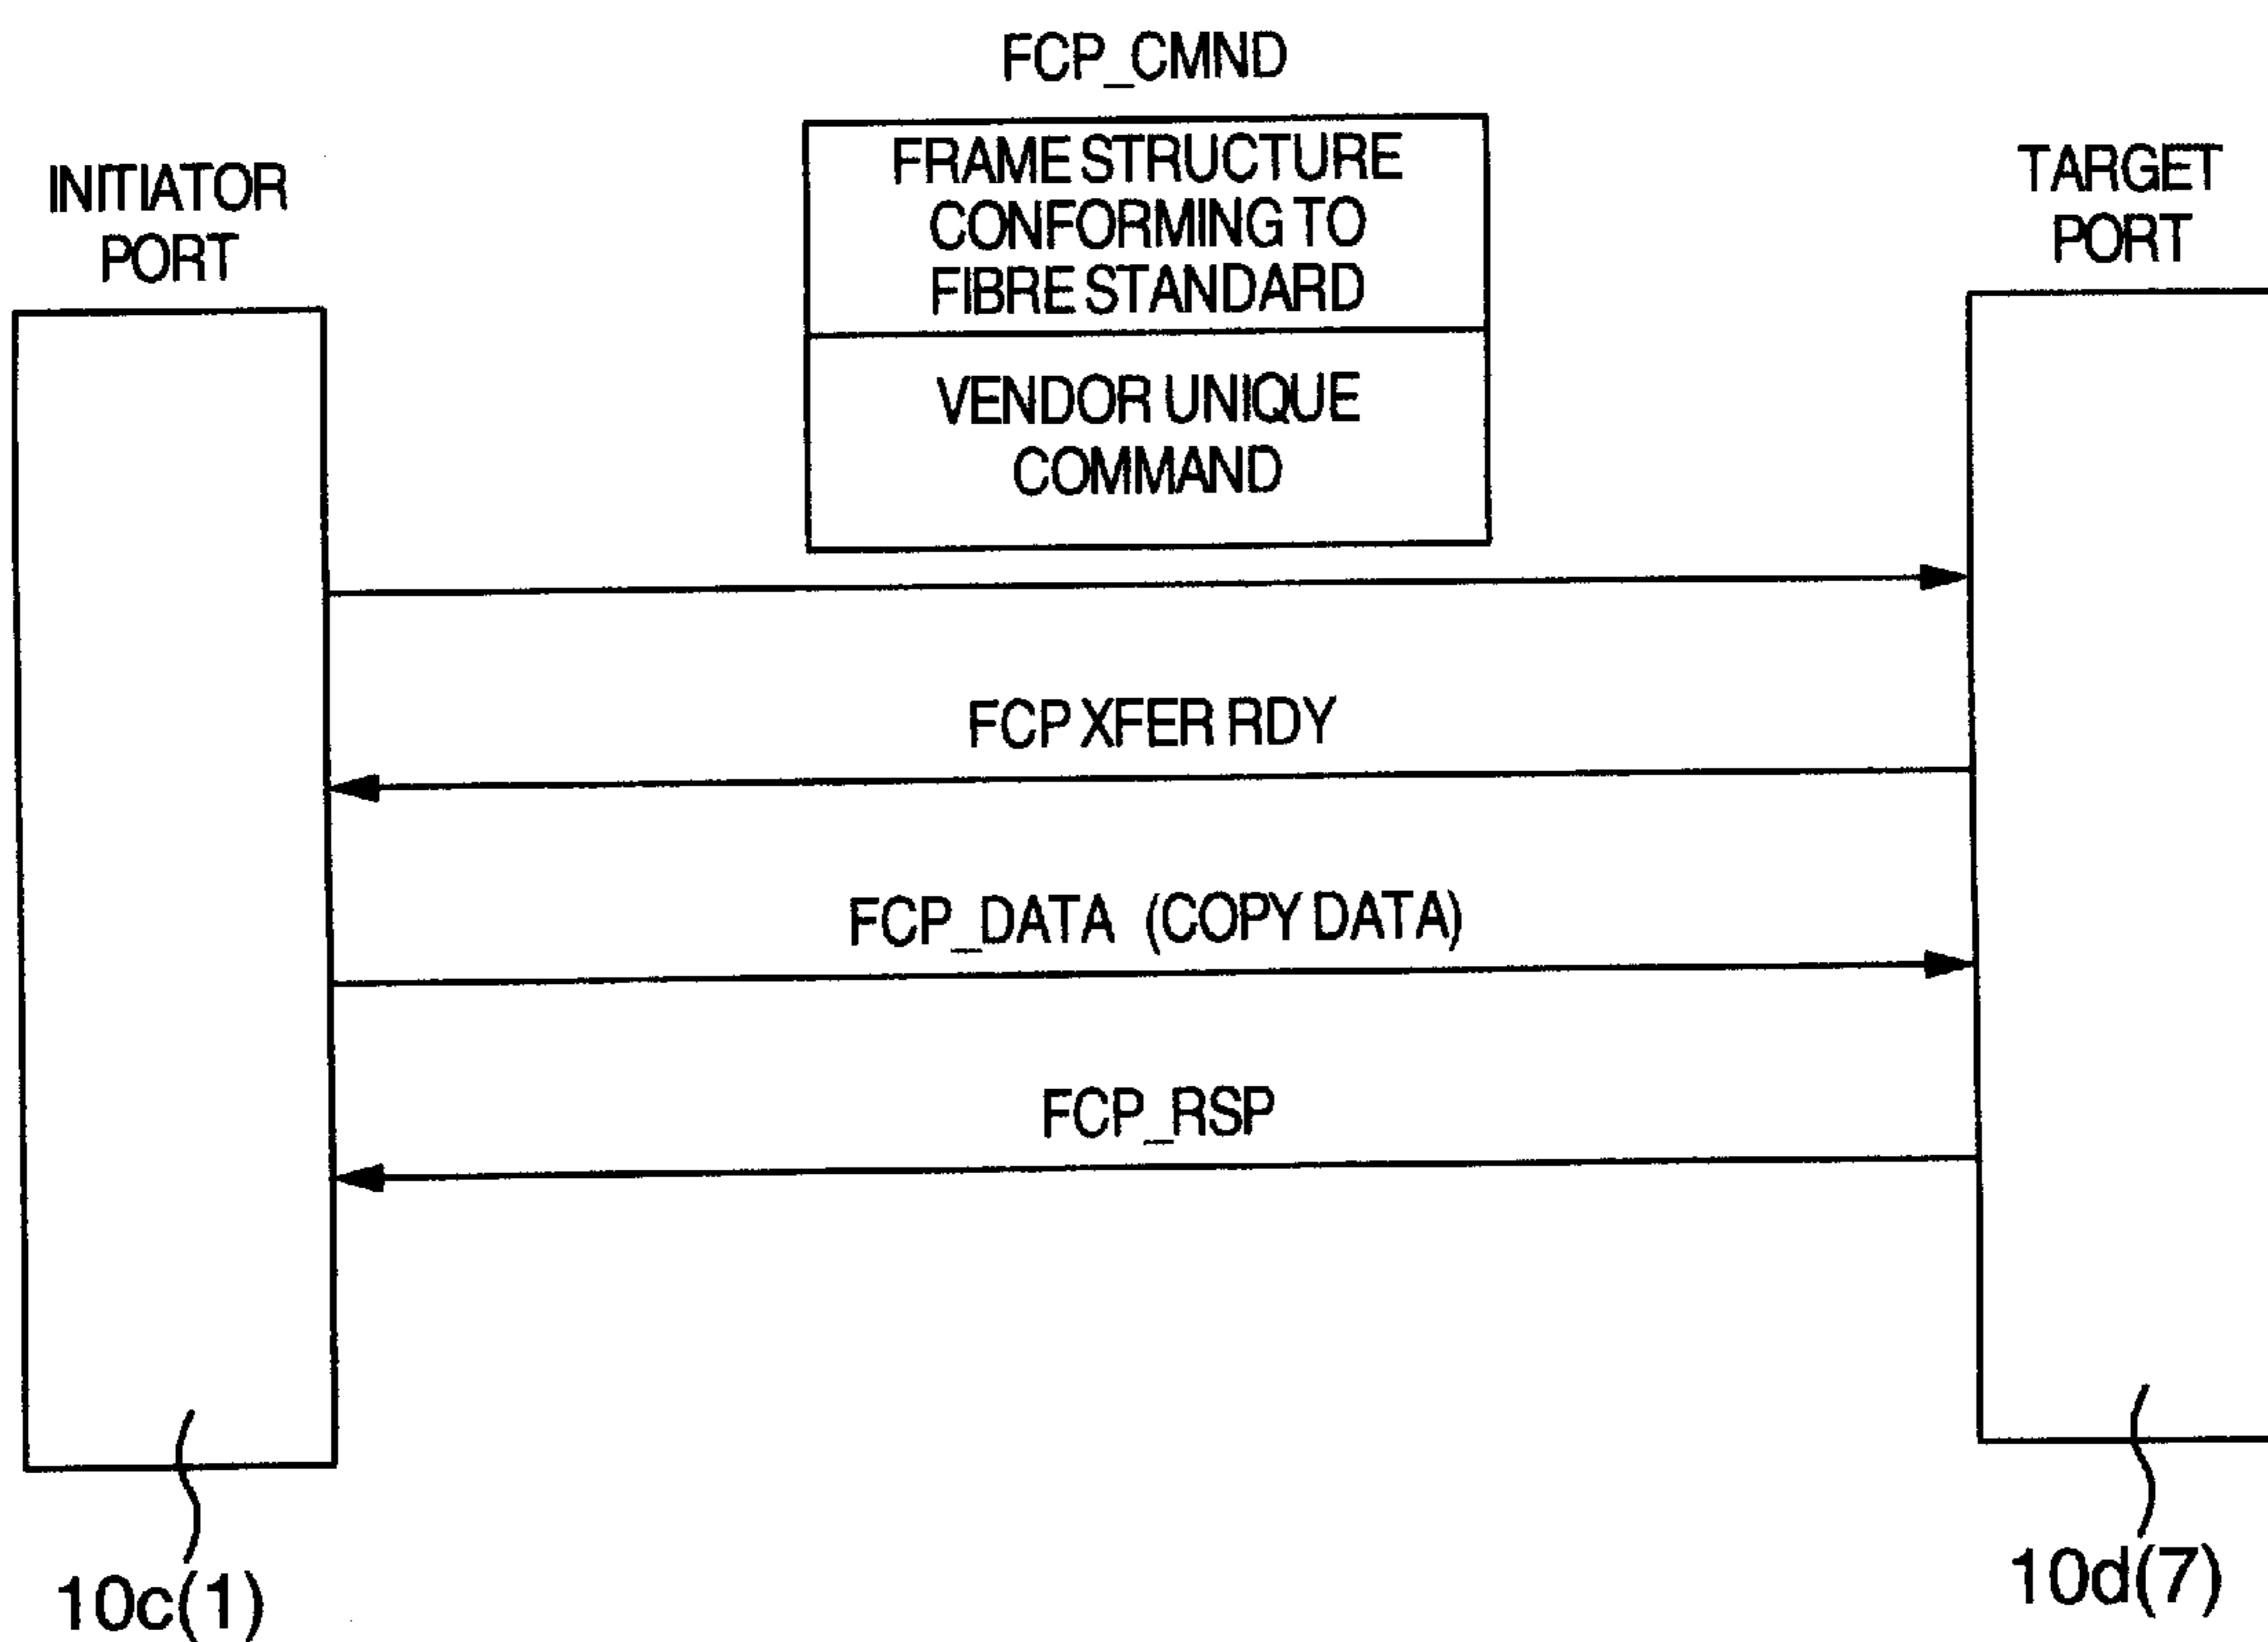 FCP_CMND
INITIATOR
PORT
FRAME STRUCTURE
CONFORMING TO
FIBRE STANDARD
VENDOR UNIQUE
COMMAND
TARGET
PORT
FCP XFER RDY
FCP_DATA (COPY DATA)
FCP_RSP
10c(1)
10d(7)